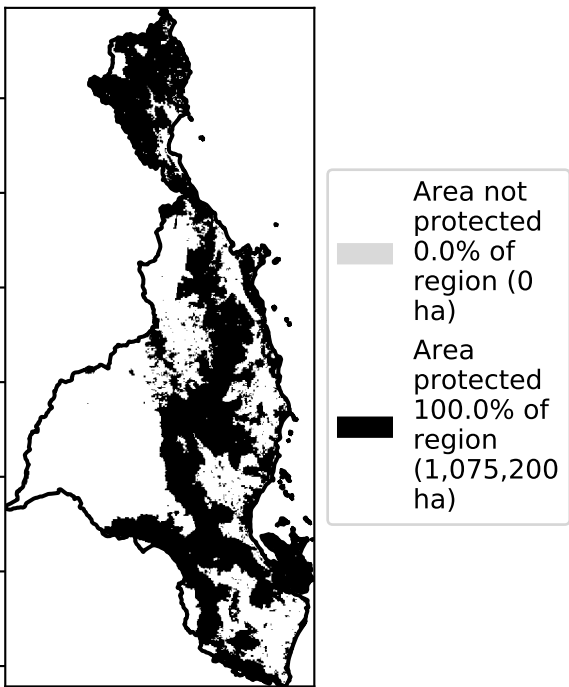 Area not
protected
0.0% of
region (0
ha)
Area
protected
100.0% of
region
(1,075,200
ha)